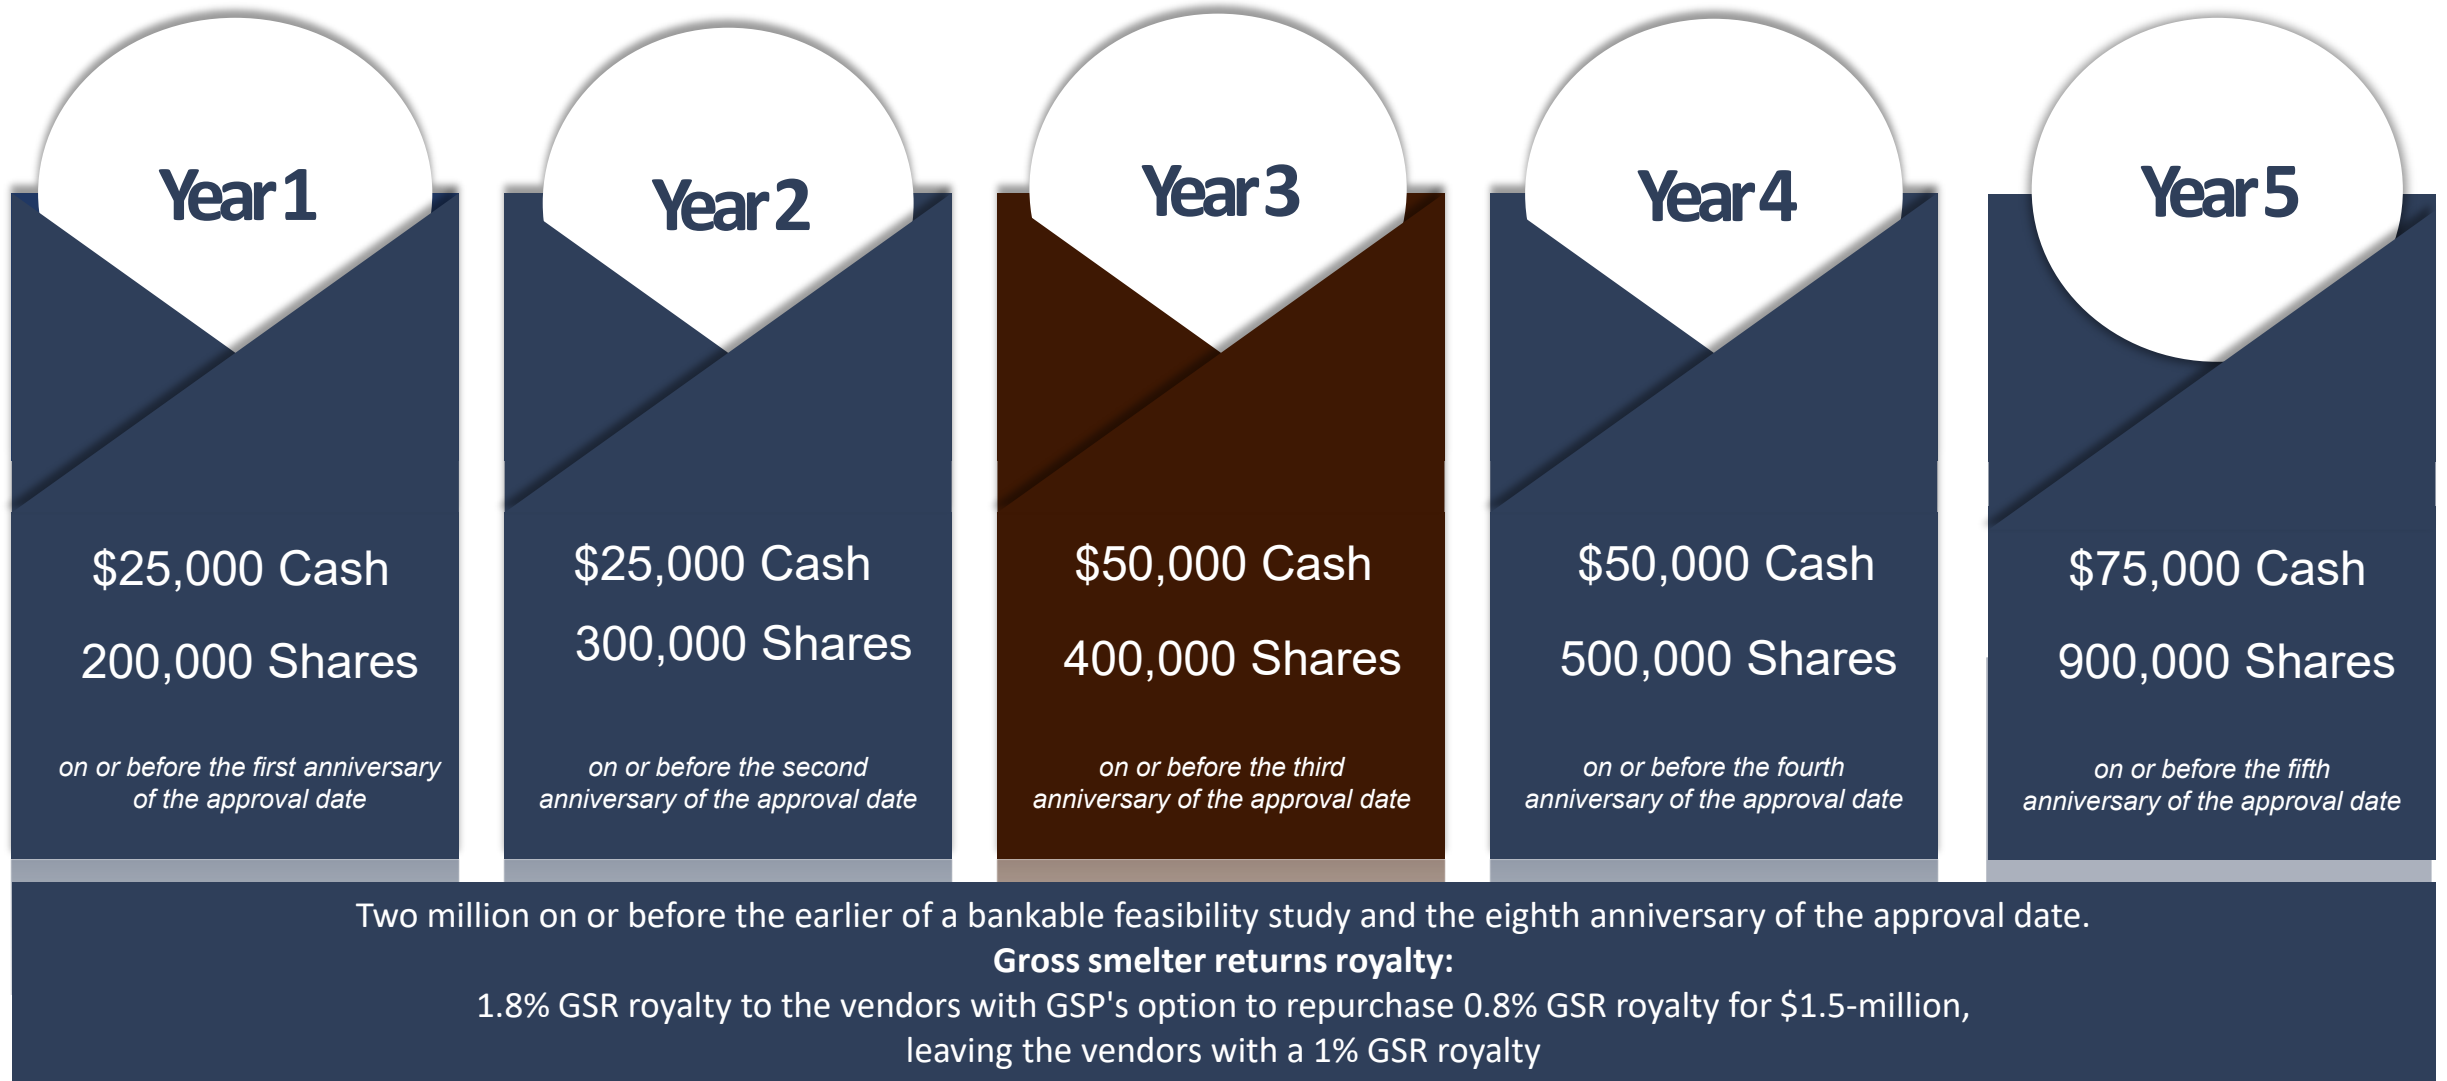 Year 1
$25,000 Cash
200,000 Shares
on or before the first anniversary
of the approval date
Year 2
$25,000 Cash
300,000 Shares
on or before the second
anniversary of the approval date
Year 3
$50,000 Cash
400,000 Shares
on or before the third
anniversary of the approval date
Year 4
$50,000 Cash
500,000 Shares
on or before the fourth
anniversary of the approval date
Year 5
$75,000 Cash
900,000 Shares
on or before the fifth
anniversary of the approval date
Two million on or before the earlier of a bankable feasibility study and the eighth anniversary of the approval date.
Gross smelter returns royalty:
1.8% GSR royalty to the vendors with GSP's option to repurchase 0.8% GSR royalty for $1.5-million,
leaving the vendors with a 1% GSR royalty